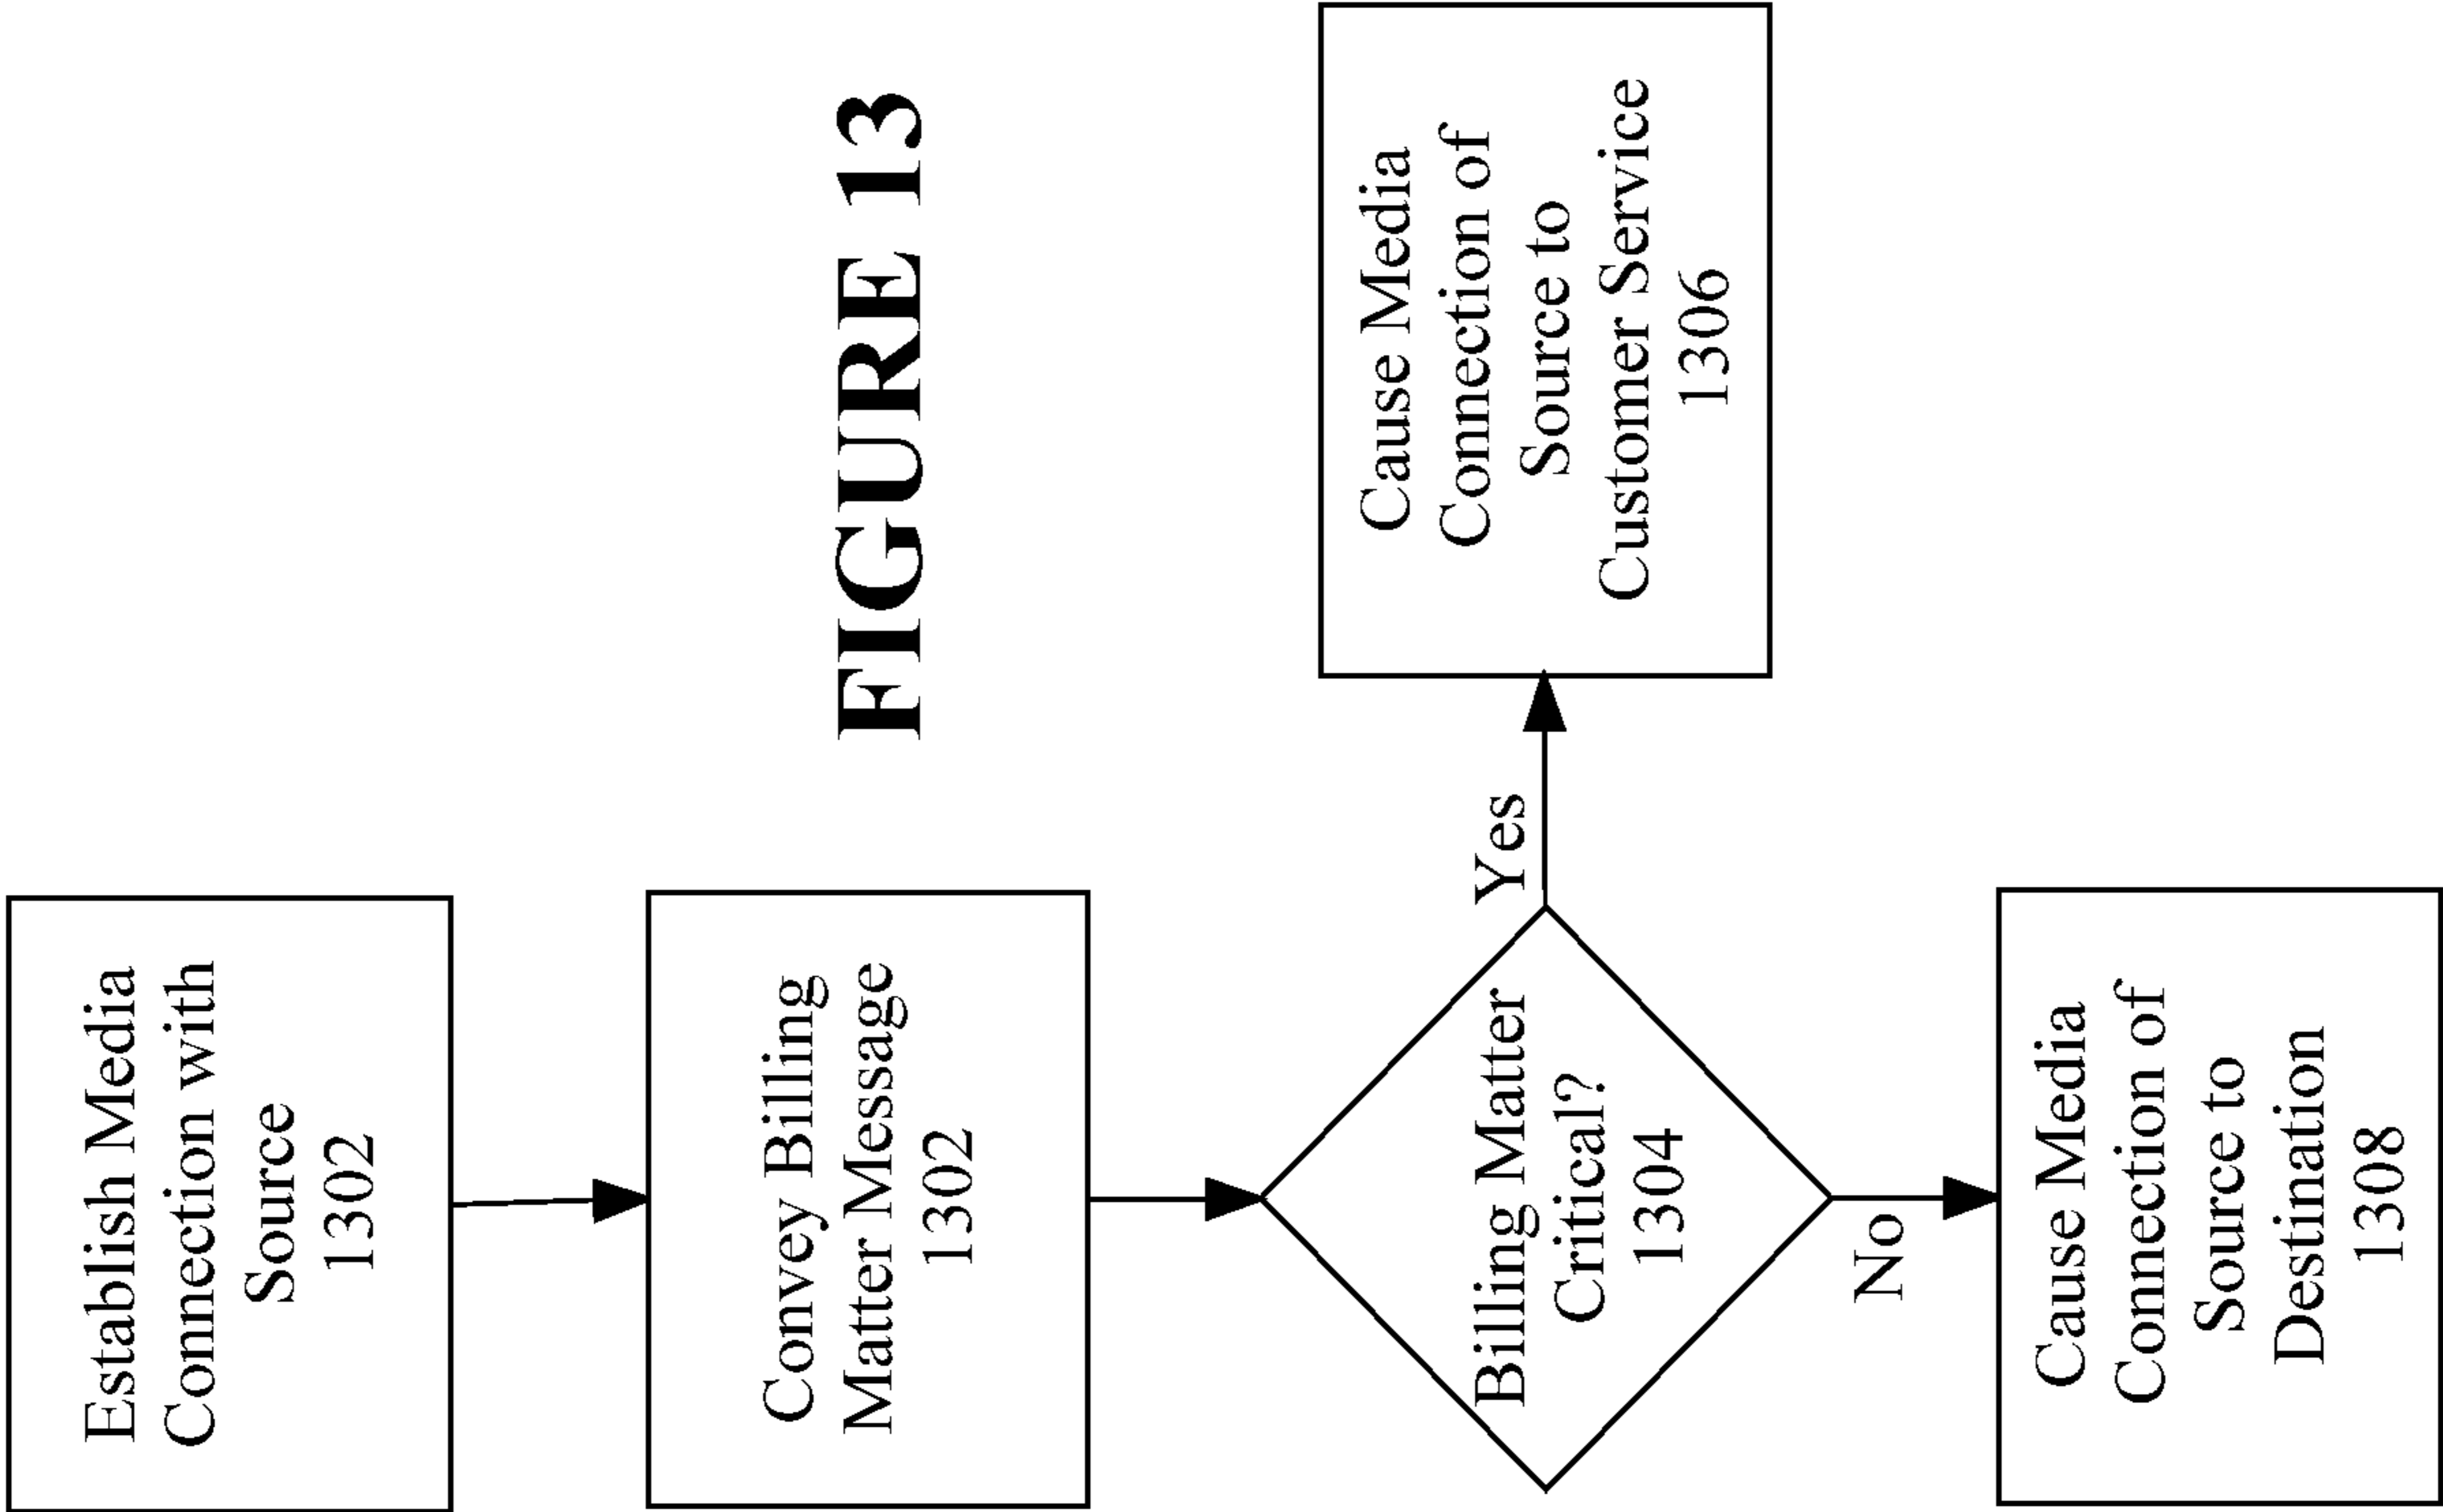 Establish Media
Connection with
Source
1302
Convey Billing
Matter Message
1302
FIGURE 13
Billing Matter
Critical?
1304
Yes
Cause Media
Connection of
Source to
Customer Service
1306
No
Cause Media
Connection of
Source to
Destination
1308